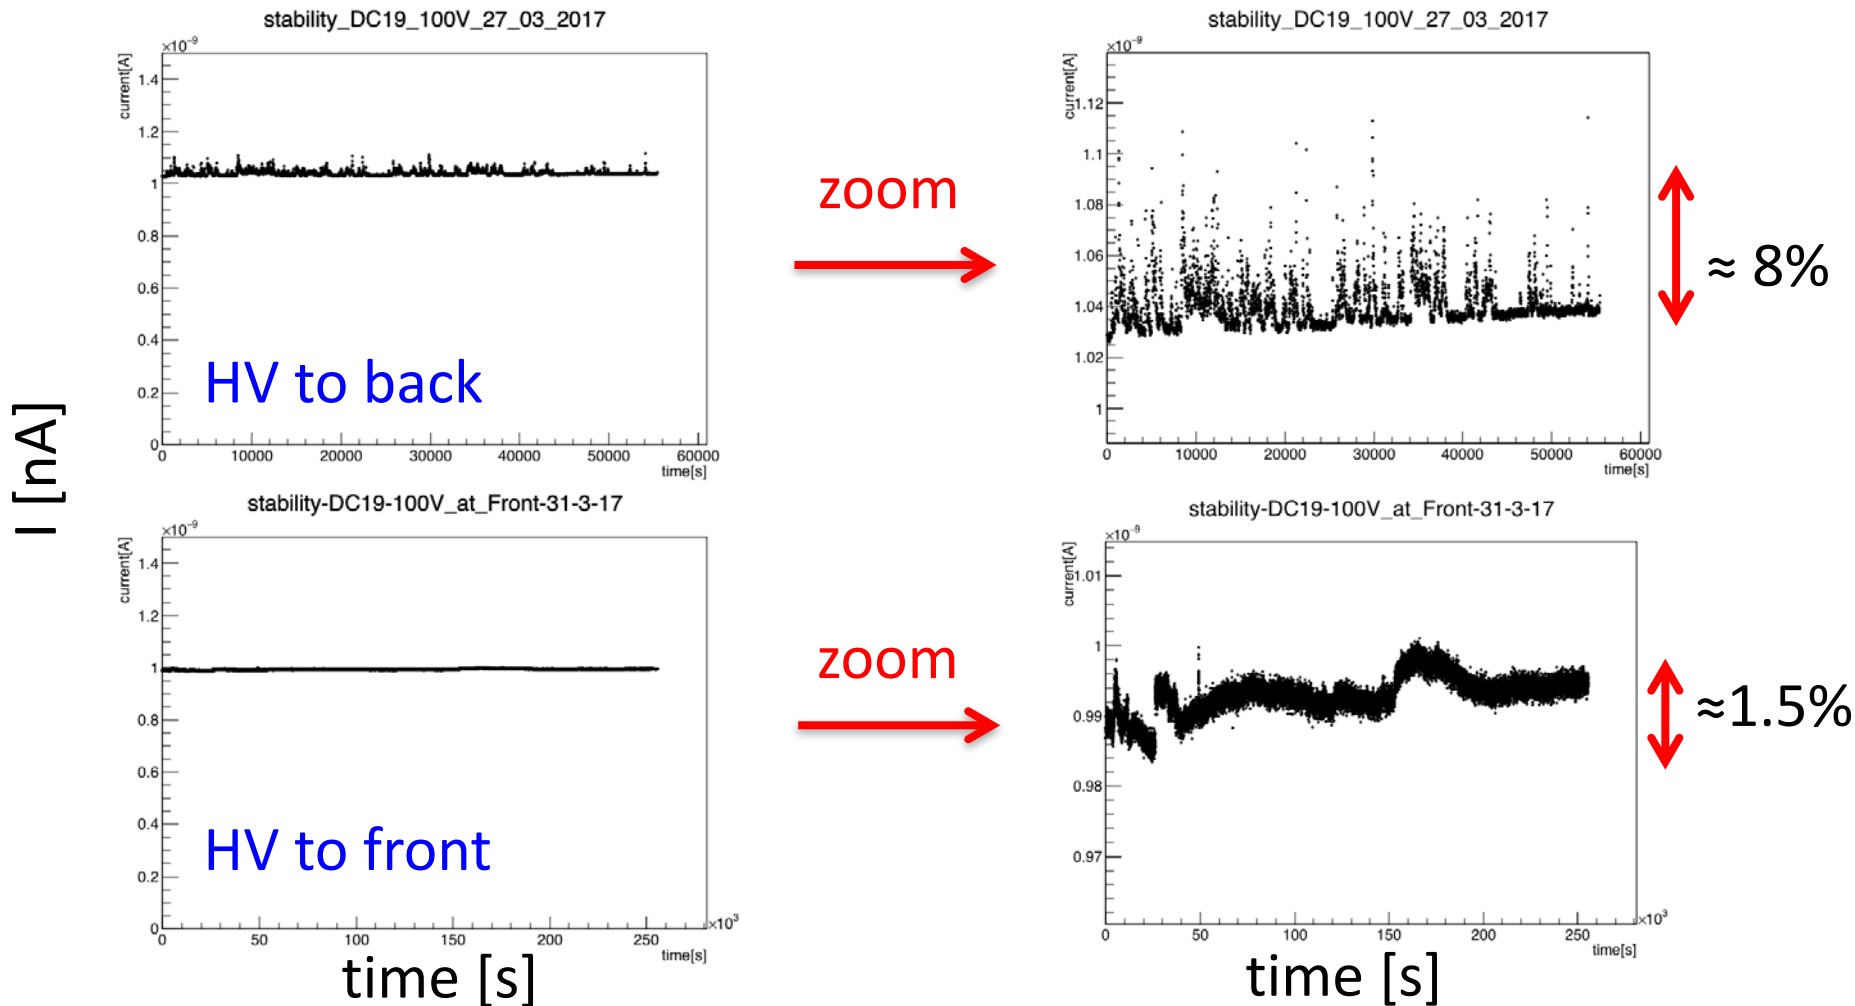 stability_DC19_100V_27_03_2017
×10⁻⁹
current[A]
1.4
1.2
1
0.8
0.6
0.4
0.2
0
0 10000 20000 30000 40000 50000 60000
time[s]
HV to back
zoom
stability_DC19_100V_27_03_2017
×10⁻⁹
current[A]
1.12
1.1
1.08
1.06
1.04
1.02
1
0 10000 20000 30000 40000 50000 60000
time[s]
≈ 8%
I [nA]
stability-DC19-100V_at_Front-31-3-17
×10⁻⁹
current[A]
1.4
1.2
1
0.8
0.6
0.4
0.2
0
0 50 100 150 200 250
×10³
time[s]
HV to front
time [s]
zoom
stability-DC19-100V_at_Front-31-3-17
×10⁻⁹
current[A]
1.01
1
0.99
0.98
0.97
0 50 100 150 200 250
×10³
time[s]
≈1.5%
time [s]